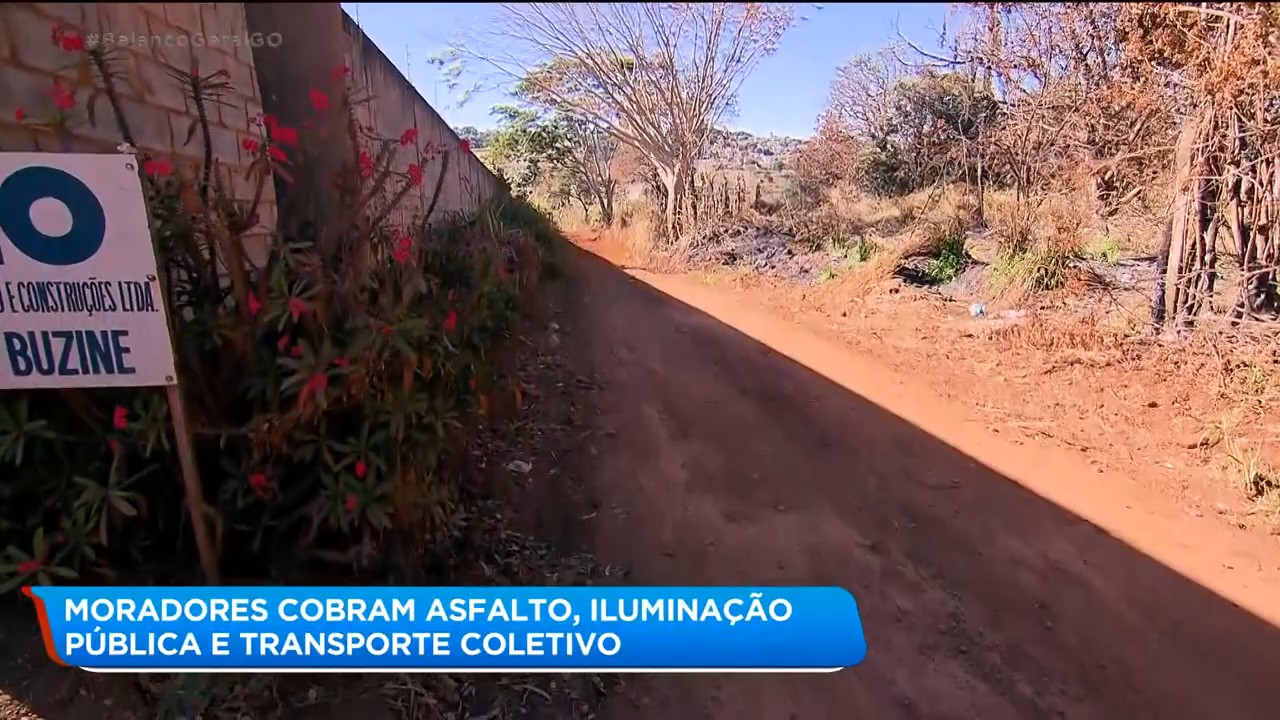 #BalancoGeralGO
O
E CONSTRUÇÕES LTDA.
BUZINE
MORADORES COBRAM ASFALTO, ILUMINAÇÃO
PÚBLICA E TRANSPORTE COLETIVO